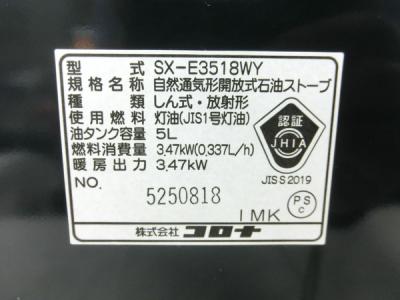 型式 SX-E3518WY
規格名称 自然通気形開放式石油ストーブ
種類 しん式・放射形
使用燃料 灯油(JIS1号灯油)
油タンク容量 5L
燃料消費量 3.47kW(0.337L/h)
暖房出力 3.47kW
認証
JHIA
JIS S 2019
NO. 5250818
PS
C
IMK
株式会社 コロナ